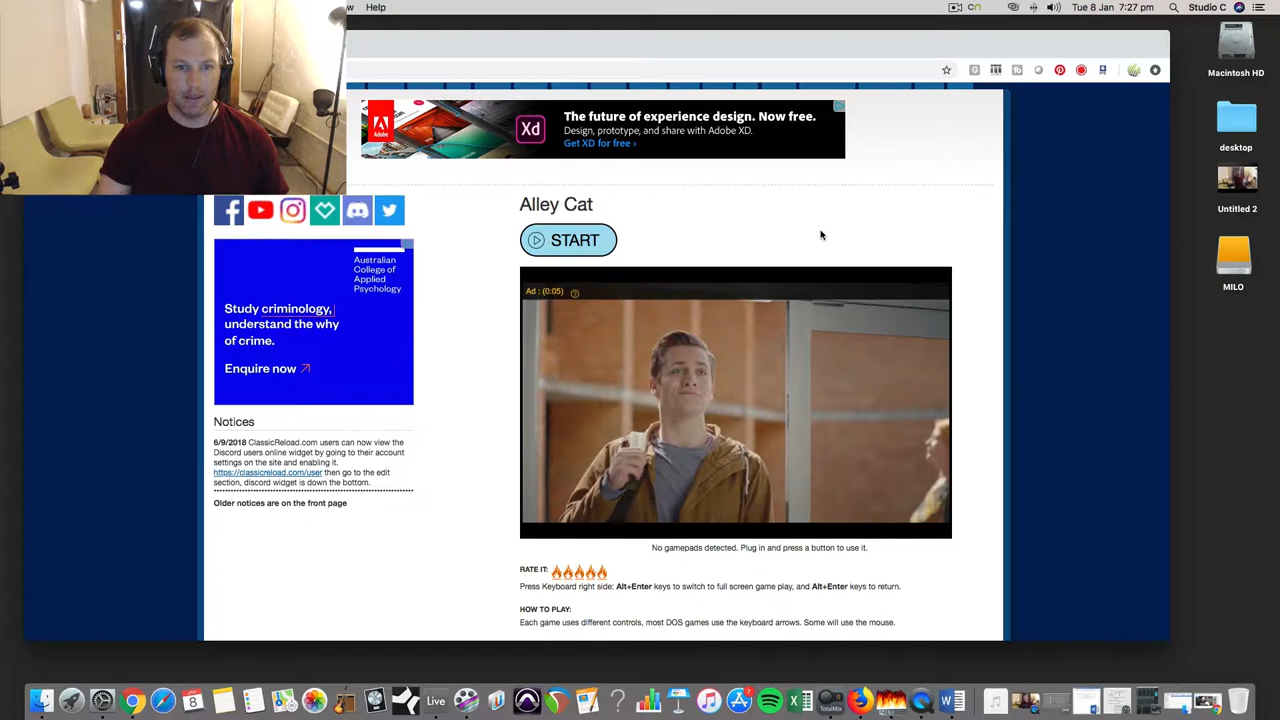 w Help
Tue 8 Jan 7:27 pm Studio C
Macintosh HD
desktop
Untitled 2
MILO
Adobe
Xd
The future of experience design. Now free.
Design, prototype, and share with Adobe XD.
Get XD for free ›
Alley Cat
START
Australian
College of
Applied
Psychology
Study criminology,
understand the why
of crime.
Enquire now
Ad : (0:05)
Notices
6/9/2018 ClassicReload.com users can now view the
Discord users online widget by going to their account
settings on the site and enabling it.
https://classicreload.com/user then go to the edit
section, discord widget is down the bottom.
Older notices are on the front page
No gamepads detected. Plug in and press a button to use it.
RATE IT:
Press Keyboard right side: Alt+Enter keys to switch to full screen game play, and Alt+Enter keys to return.
HOW TO PLAY:
Each game uses different controls, most DOS games use the keyboard arrows. Some will use the mouse.
8
Live
7
TotalMix